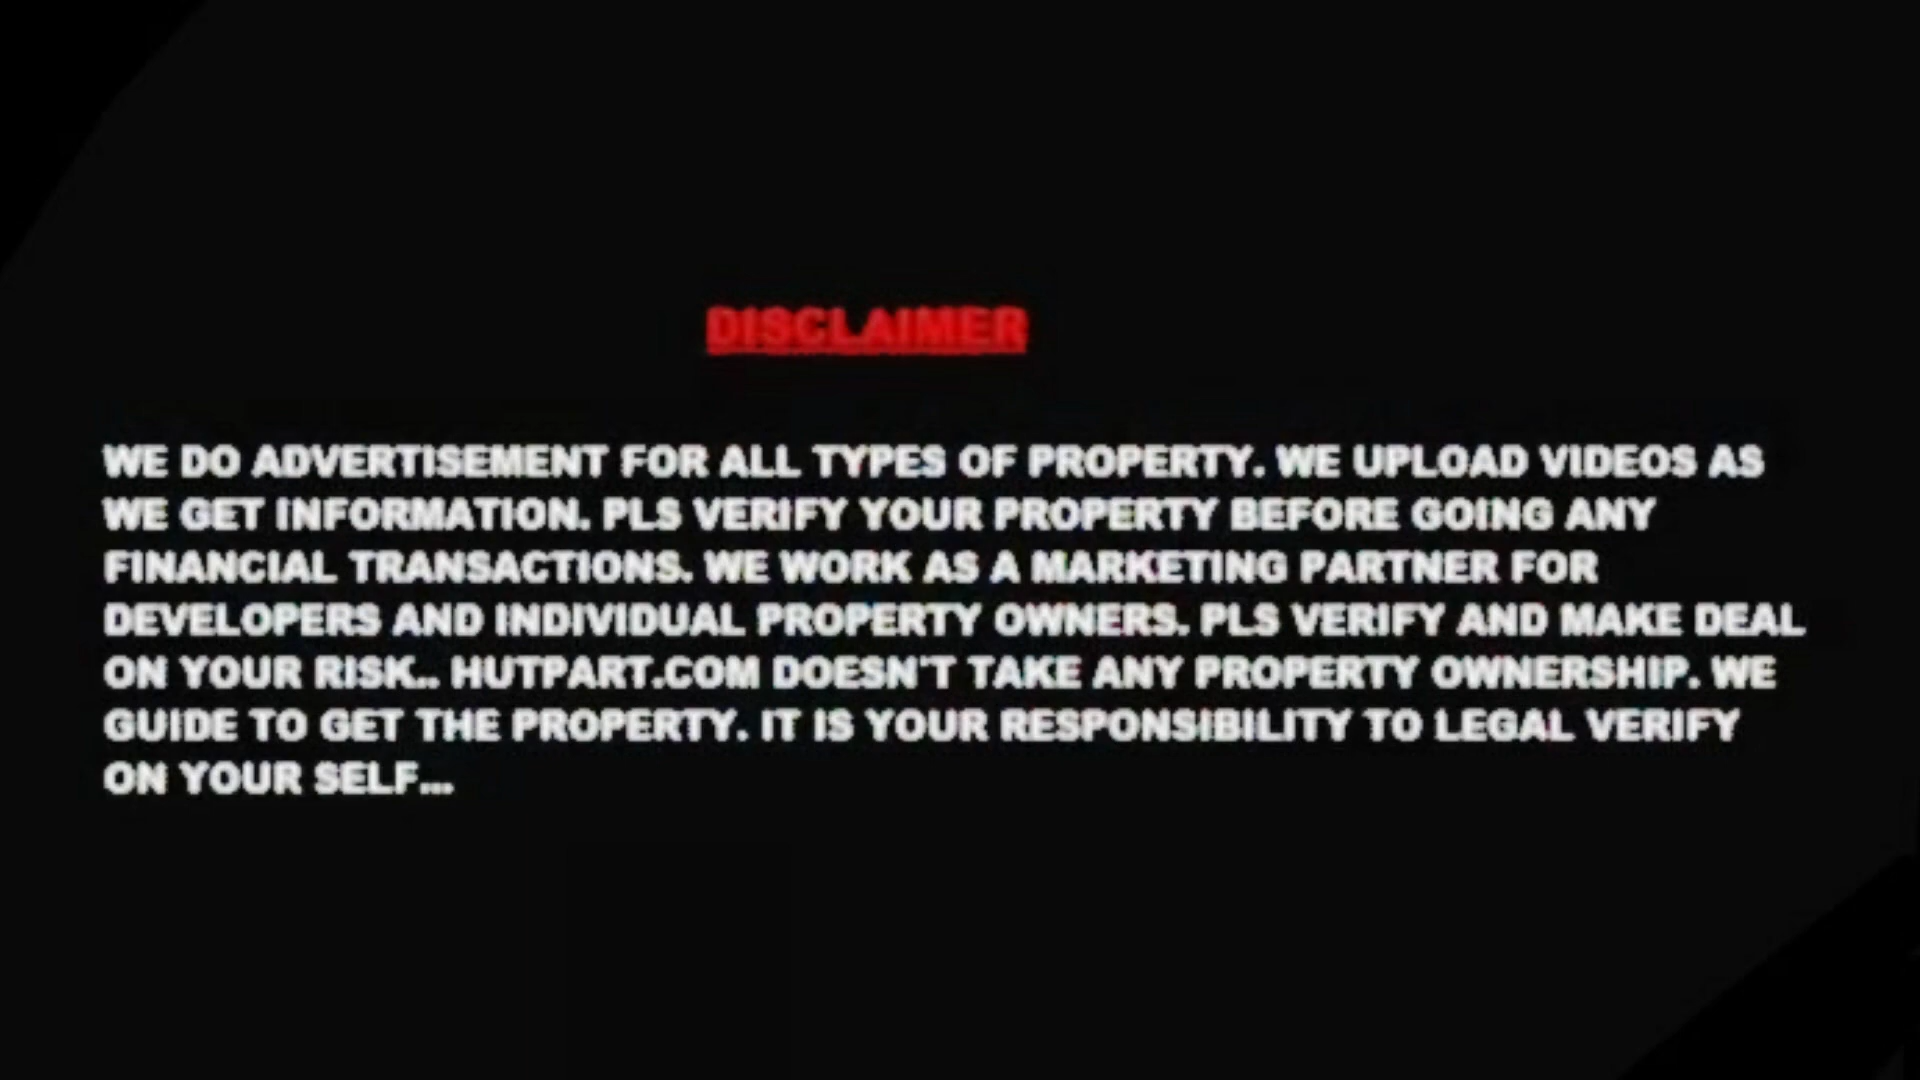 DISCLAIMER
WE DO ADVERTISEMENT FOR ALL TYPES OF PROPERTY. WE UPLOAD VIDEOS AS
WE GET INFORMATION. PLS VERIFY YOUR PROPERTY BEFORE GOING ANY
FINANCIAL TRANSACTIONS. WE WORK AS A MARKETING PARTNER FOR
DEVELOPERS AND INDIVIDUAL PROPERTY OWNERS. PLS VERIFY AND MAKE DEAL
ON YOUR RISK.. HUTPART.COM DOESN'T TAKE ANY PROPERTY OWNERSHIP. WE
GUIDE TO GET THE PROPERTY. IT IS YOUR RESPONSIBILITY TO LEGAL VERIFY
ON YOUR SELF...